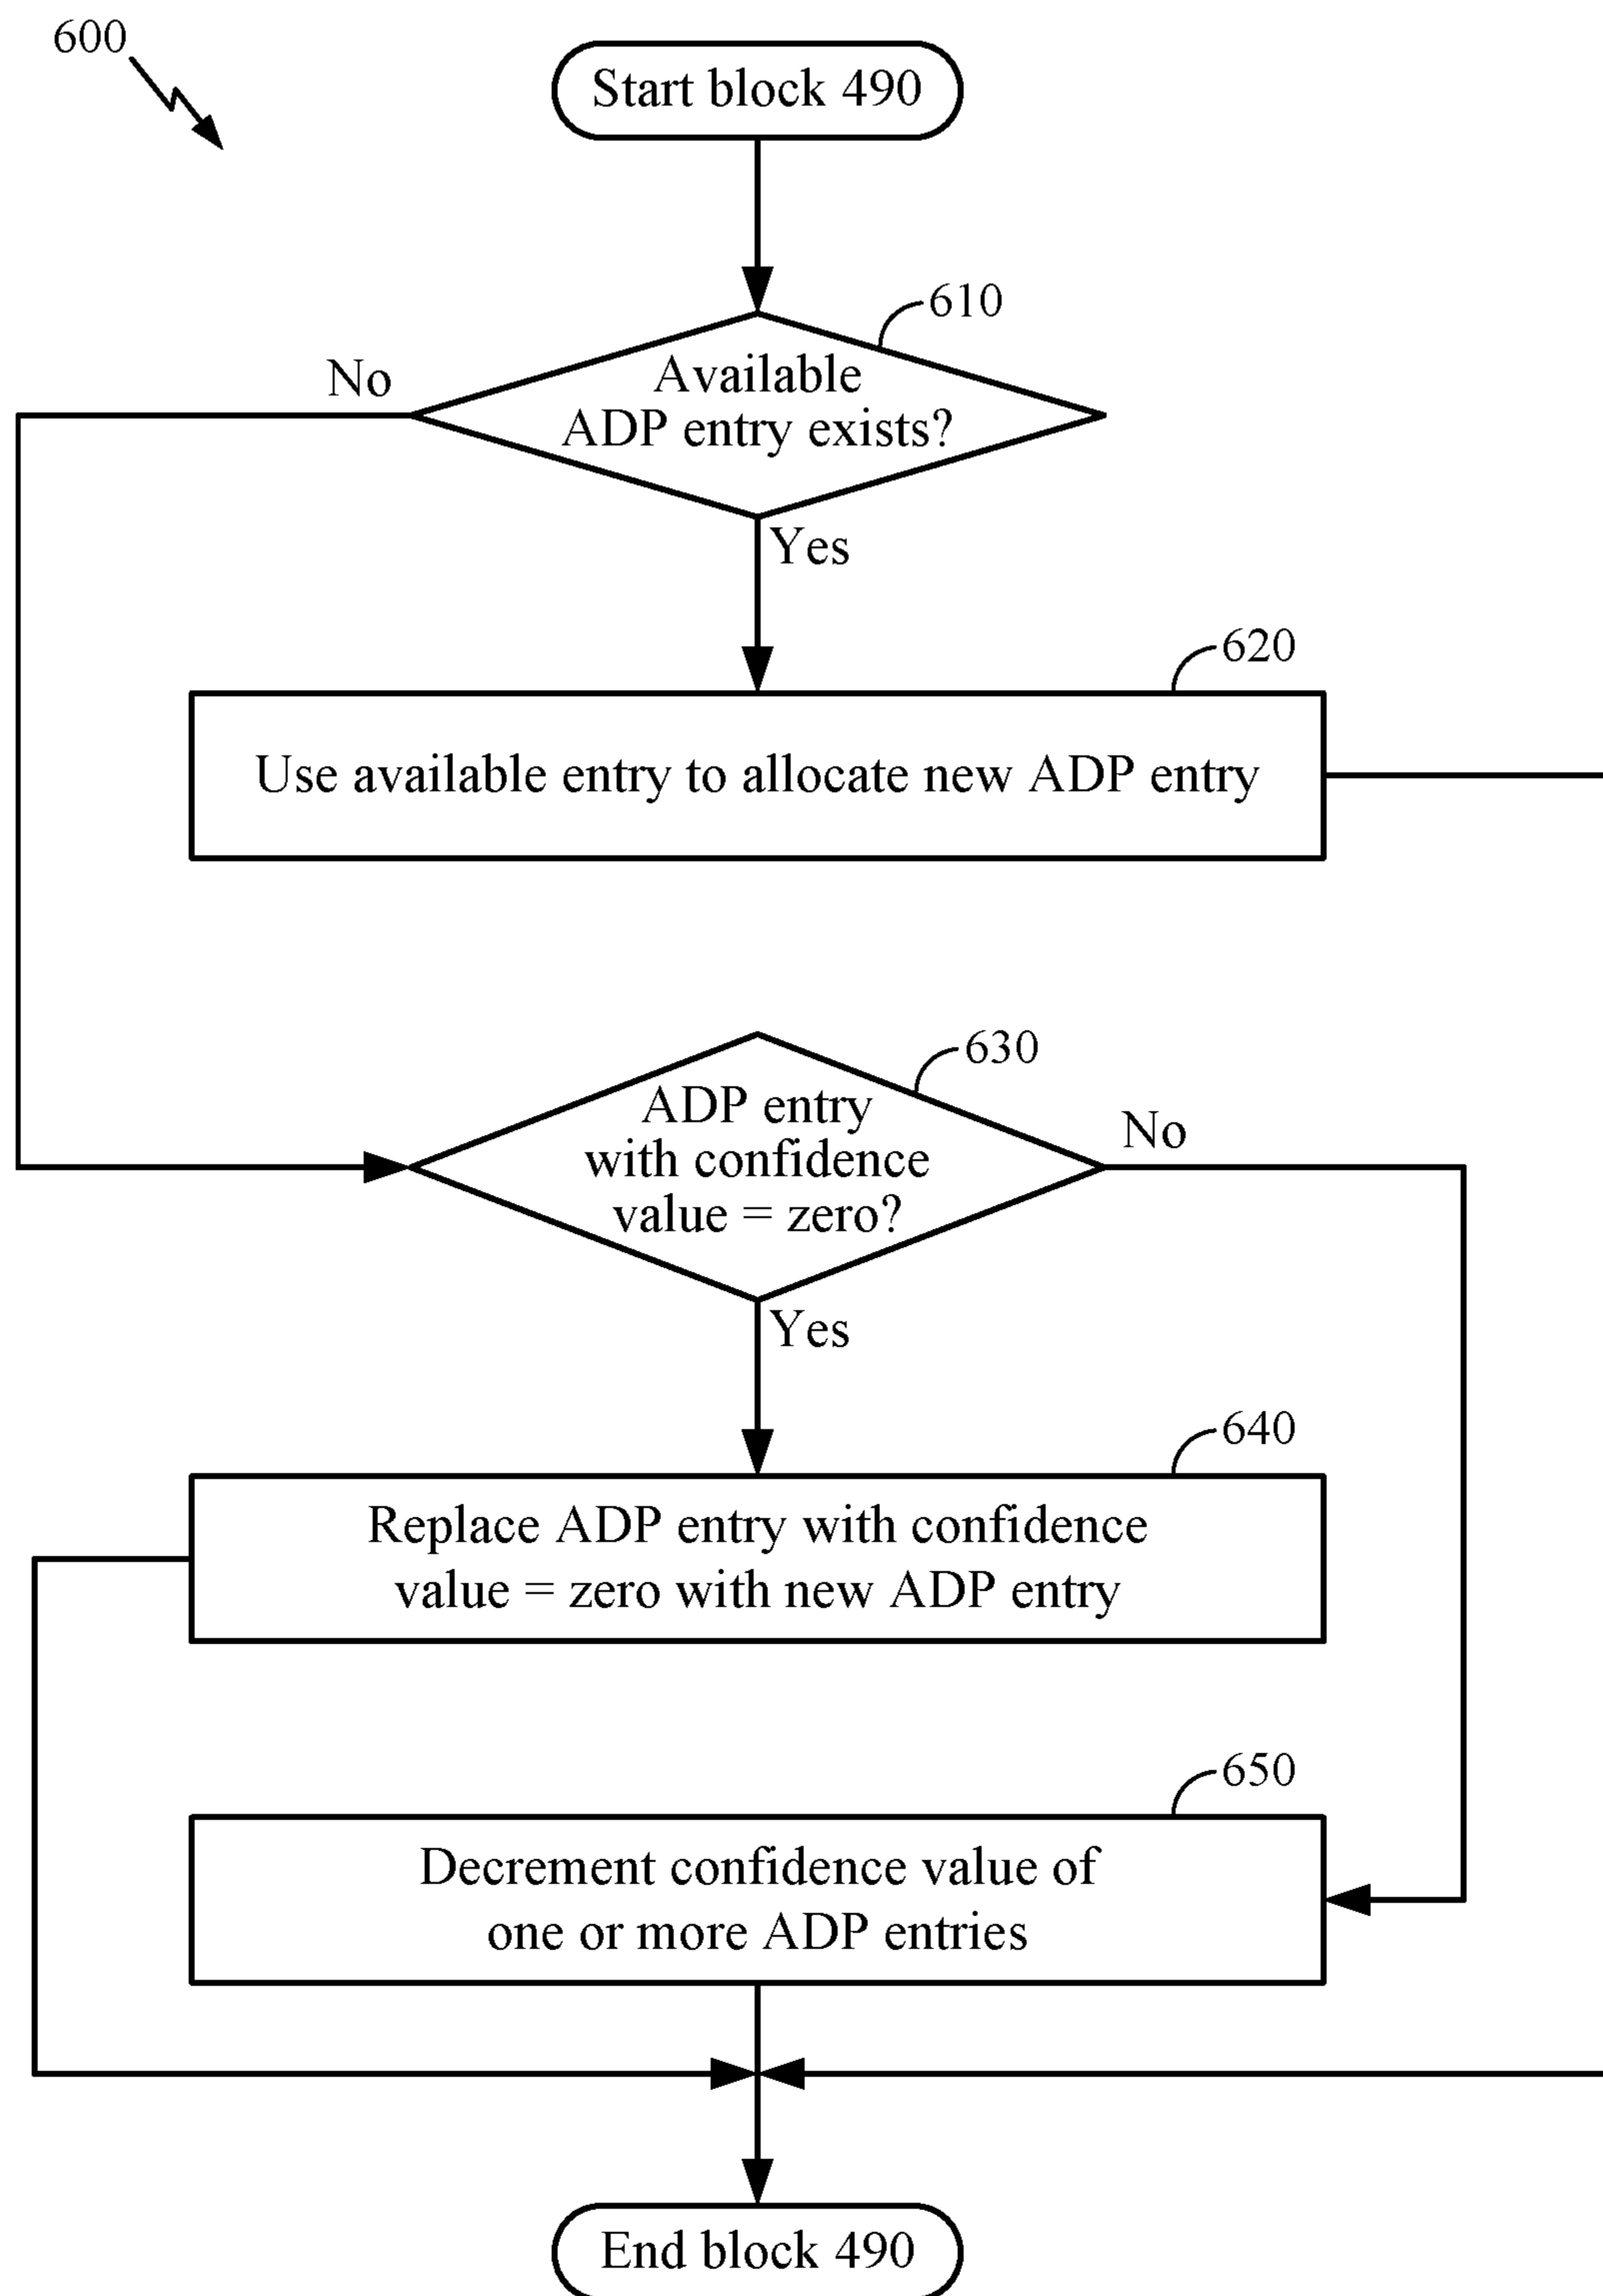 600
Start block 490
610
Available
ADP entry exists?
No
Yes
620
Use available entry to allocate new ADP entry
630
ADP entry
with confidence
value = zero?
No
Yes
640
Replace ADP entry with confidence
value = zero with new ADP entry
650
Decrement confidence value of
one or more ADP entries
End block 490